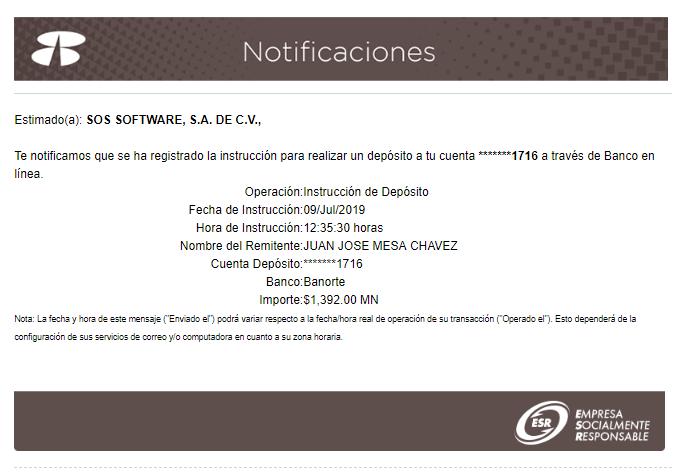 Notificaciones
Estimado(a): SOS SOFTWARE, S.A. DE C.V.,
Te notificamos que se ha registrado la instrucción para realizar un depósito a tu cuenta *******1716 a través de Banco en
línea.
Operación:Instrucción de Depósito
Fecha de Instrucción:09/Jul/2019
Hora de Instrucción:12:35:30 horas
Nombre del Remitente:JUAN JOSE MESA CHAVEZ
Cuenta Depósito:*******1716
Banco:Banorte
Importe:$1,392.00 MN
Nota: La fecha y hora de este mensaje ("Enviado el") podrá variar respecto a la fecha/hora real de operación de su transacción ("Operado el"). Esto dependerá de la
configuración de sus servicios de correo y/o computadora en cuanto a su zona horaria.
ESR
EMPRESA
SOCIALMENTE
RESPONSABLE